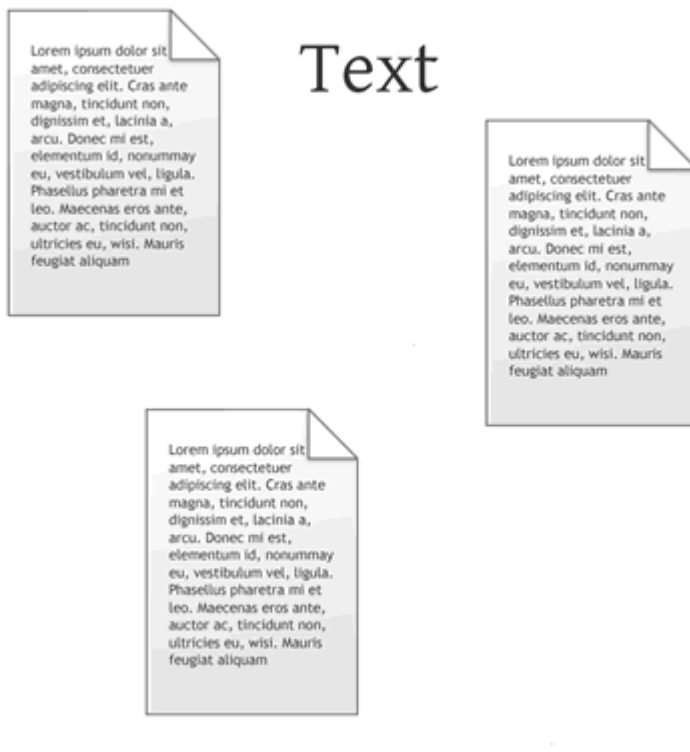 Lorem ipsum dolor sit
amet, consectetuer
adipiscing elit. Cras ante
magna, tincidunt non,
dignissim et, lacinia a,
arcu. Donec mi est,
elementum id, nonummay
eu, vestibulum vel, ligula.
Phasellus pharetra mi et
leo. Maecenas eros ante,
auctor ac, tincidunt non,
ultricies eu, wisi. Mauris
feugiat aliquam
Text
Lorem ipsum dolor sit
amet, consectetuer
adipiscing elit. Cras ante
magna, tincidunt non,
dignissim et, lacinia a,
arcu. Donec mi est,
elementum id, nonummay
eu, vestibulum vel, ligula.
Phasellus pharetra mi et
leo. Maecenas eros ante,
auctor ac, tincidunt non,
ultricies eu, wisi. Mauris
feugiat aliquam
Lorem ipsum dolor sit
amet, consectetuer
adipiscing elit. Cras ante
magna, tincidunt non,
dignissim et, lacinia a,
arcu. Donec mi est,
elementum id, nonummay
eu, vestibulum vel, ligula.
Phasellus pharetra mi et
leo. Maecenas eros ante,
auctor ac, tincidunt non,
ultricies eu, wisi. Mauris
feugiat aliquam